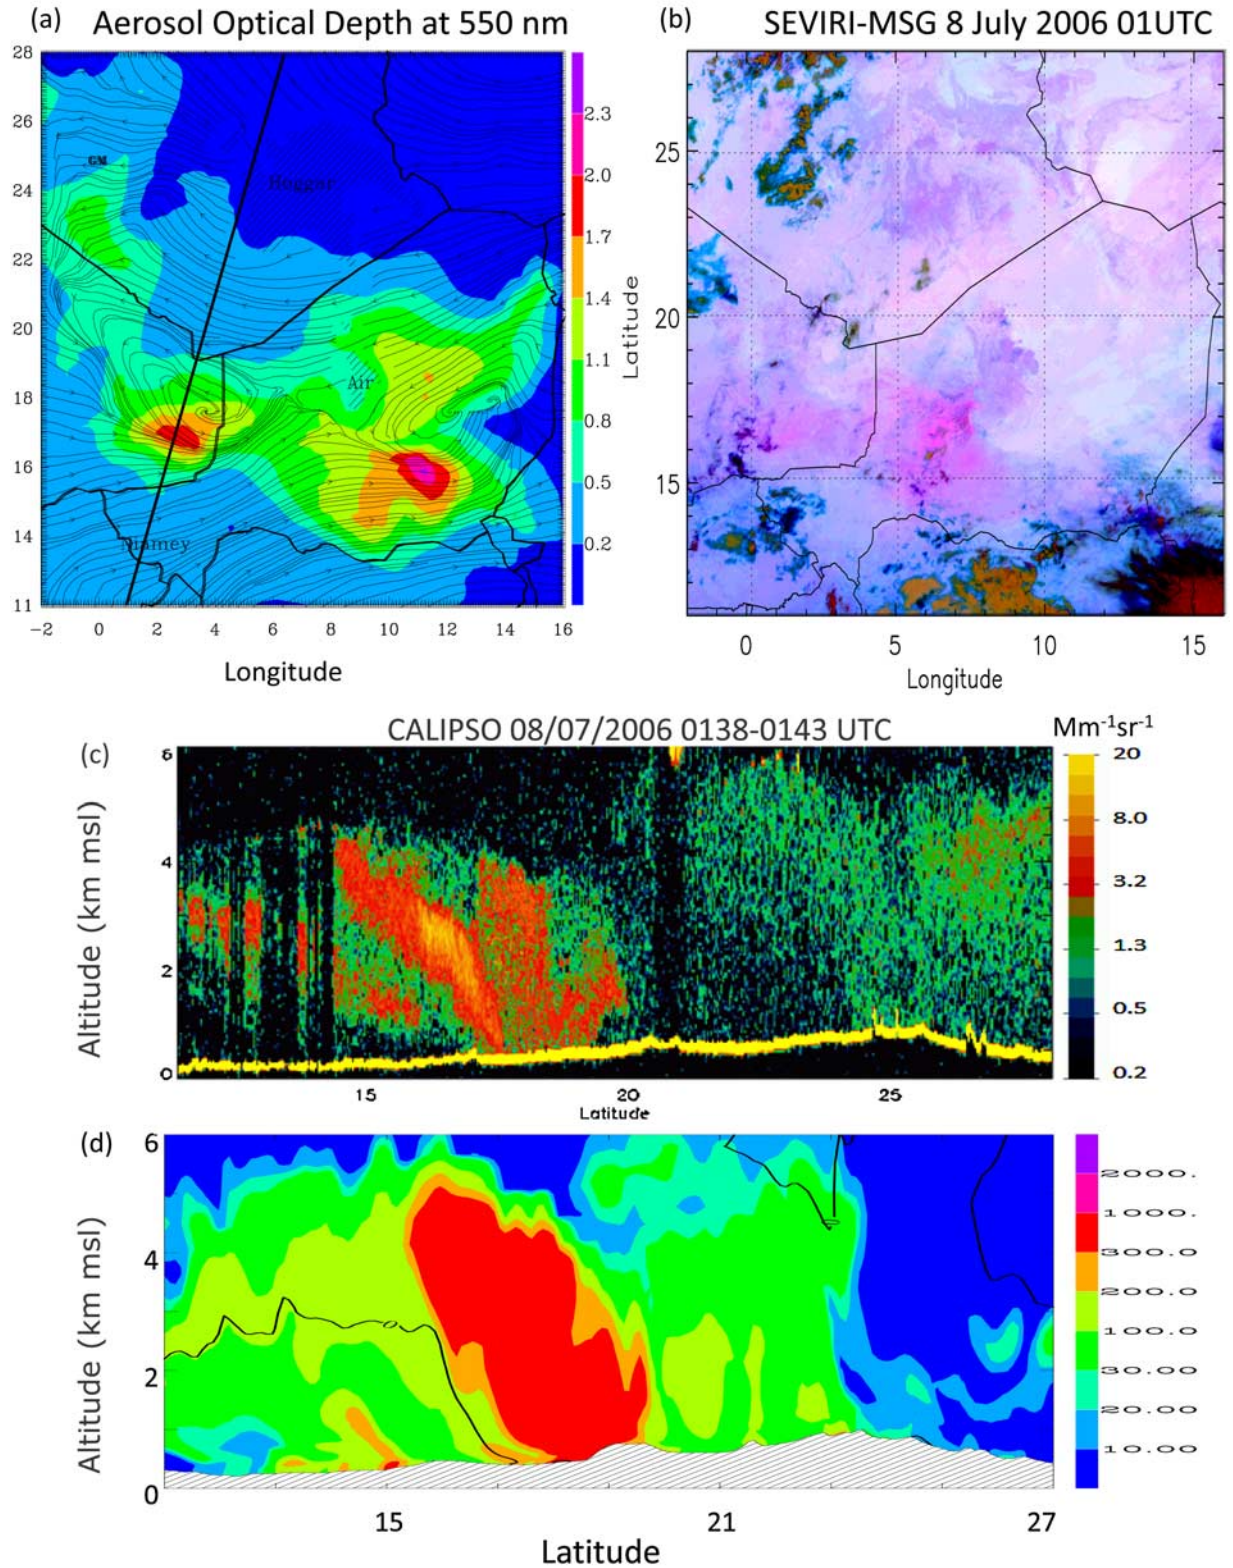 (a) Aerosol Optical Depth at 550 nm
28
26
24
22
20
18
16
14
11
-2 0 2 4 6 8 10 12 14 16
Longitude
GM
Hoggar
Air
Niamey
2.3
2.0
1.7
1.4
1.1
0.8
0.5
0.2
(b) SEVIRI-MSG 8 July 2006 01UTC
Latitude
25
20
15
0 5 10 15
Longitude
(c) CALIPSO 08/07/2006 0138-0143 UTC
Mm-1sr-1
Altitude (km msl)
6
4
2
0
15 20 25
Latitude
20
8.0
3.2
1.3
0.5
0.2
(d)
Altitude (km msl)
6
4
2
0
0
0
15 21 27
Latitude
2000.
1000.
300.0
200.0
100.0
30.00
20.00
10.00